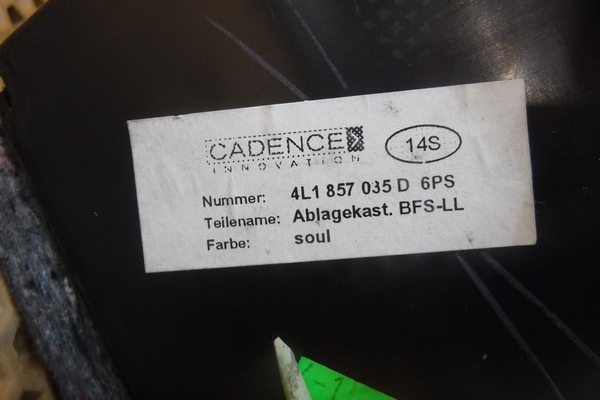 CADENCE
INNOVATION
14S
Nummer: 4L1 857 035 D 6PS
Teilename: Ablagekast. BFS-LL
Farbe: soul